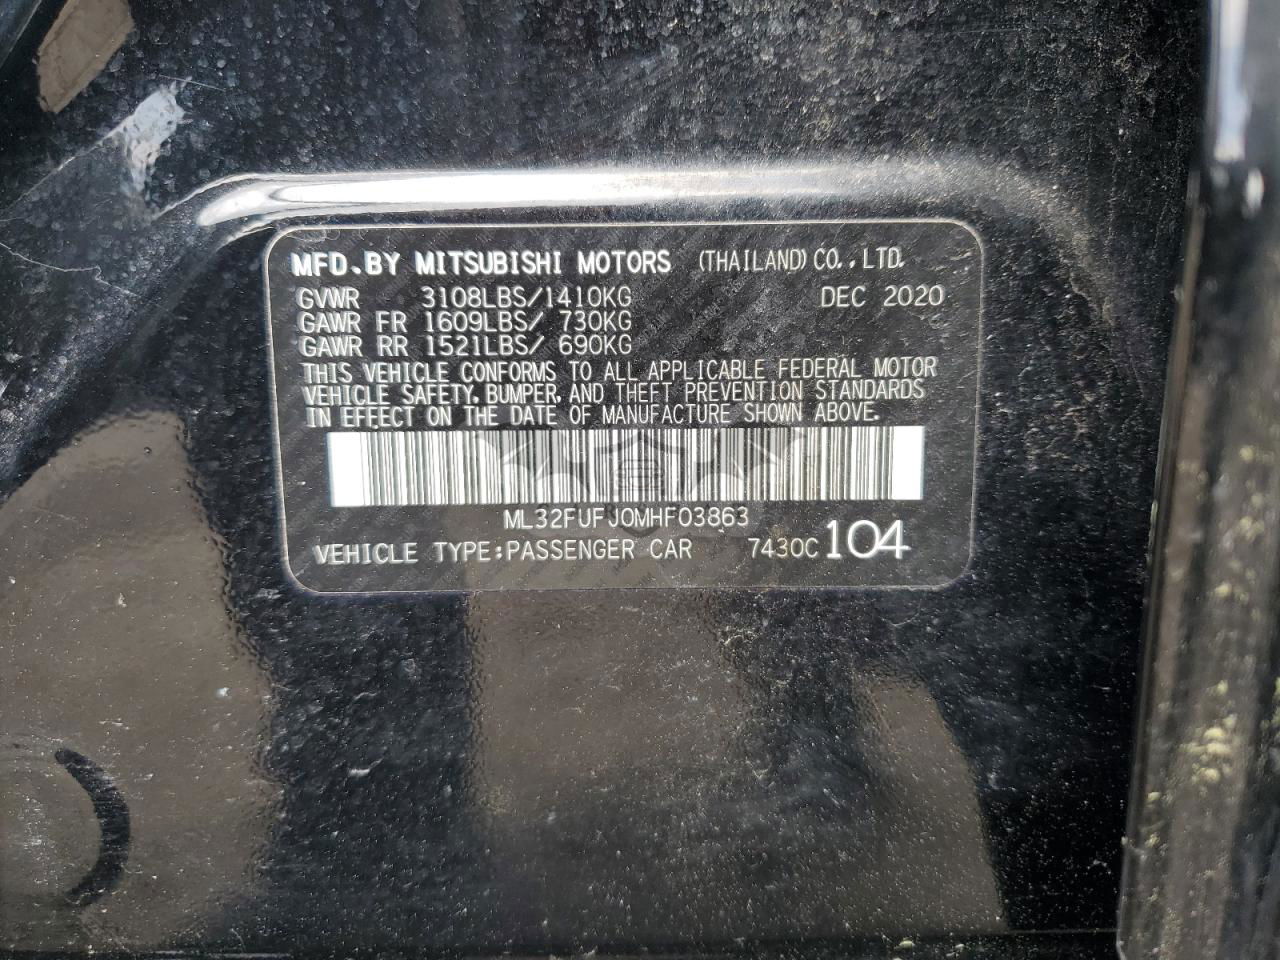 MFD.BY MITSUBISHI MOTORS (THAILAND) CO.,LTD.
GVWR 3108LBS/1410KG DEC 2020
GAWR FR 1609LBS/ 730KG
GAWR RR 1521LBS/ 690KG
THIS VEHICLE CONFORMS TO ALL APPLICABLE FEDERAL MOTOR
VEHICLE SAFETY, BUMPER, AND THEFT PREVENTION STANDARDS
IN EFFECT ON THE DATE OF MANUFACTURE SHOWN ABOVE.
ML32FUFJ0MHF03863
VEHICLE TYPE:PASSENGER CAR 7430C 104